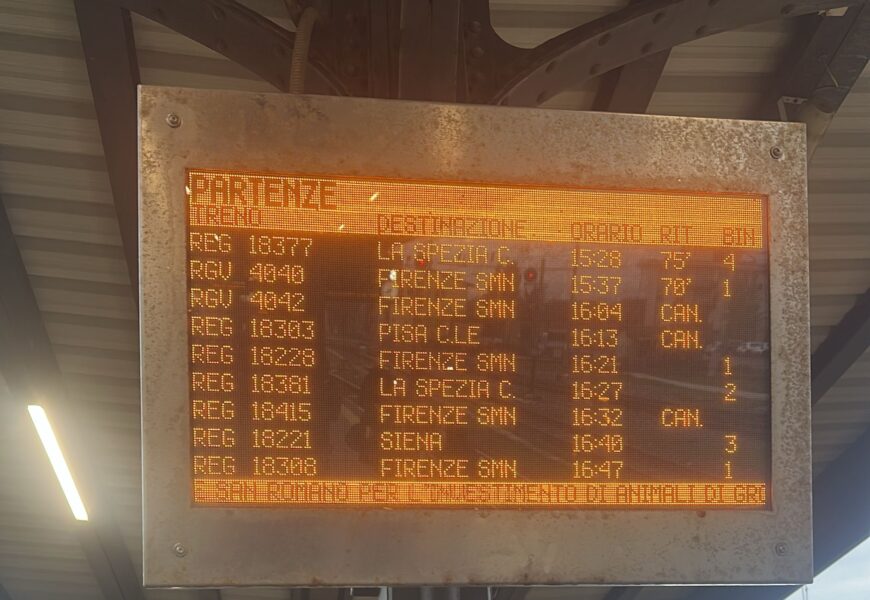 PARTENZE
TRENO DESTINAZIONE ORARIO RIT BIN
REG 18377 LA SPEZIA C. 15:28 75' 4
RGV 4040 FIRENZE SMN 15:37 70' 1
RGV 4042 FIRENZE SMN 16:04 CAN.
REG 18303 PISA C.LE 16:13 CAN.
REG 18228 FIRENZE SMN 16:21 1
REG 18381 LA SPEZIA C. 16:27 2
REG 18415 FIRENZE SMN 16:32 CAN.
REG 18221 SIENA 16:40 3
REG 18308 FIRENZE SMN 16:47 1
SAN ROMANO PER L'INVESTIMENTO DI ANIMALI DI GRO